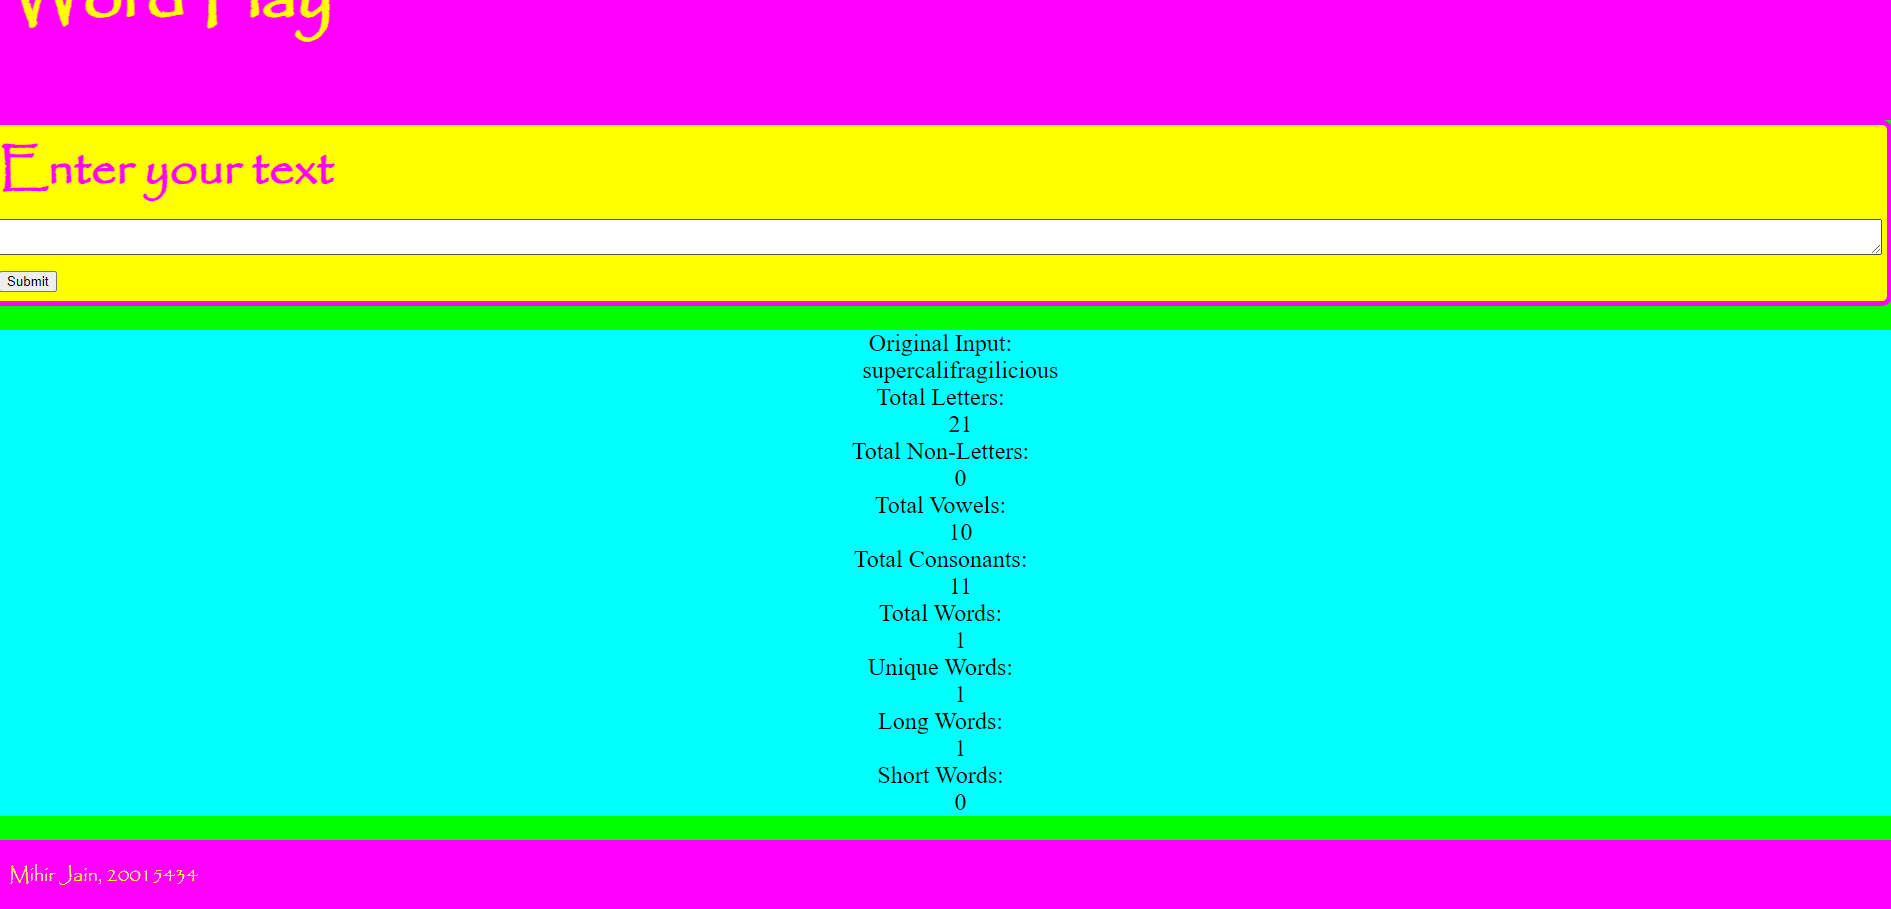 Word Play
Enter your text
Submit
Original Input:
supercalifragilicious
Total Letters:
21
Total Non-Letters:
0
Total Vowels:
10
Total Consonants:
11
Total Words:
1
Unique Words:
1
Long Words:
1
Short Words:
0
Mihir Jain, 20015434